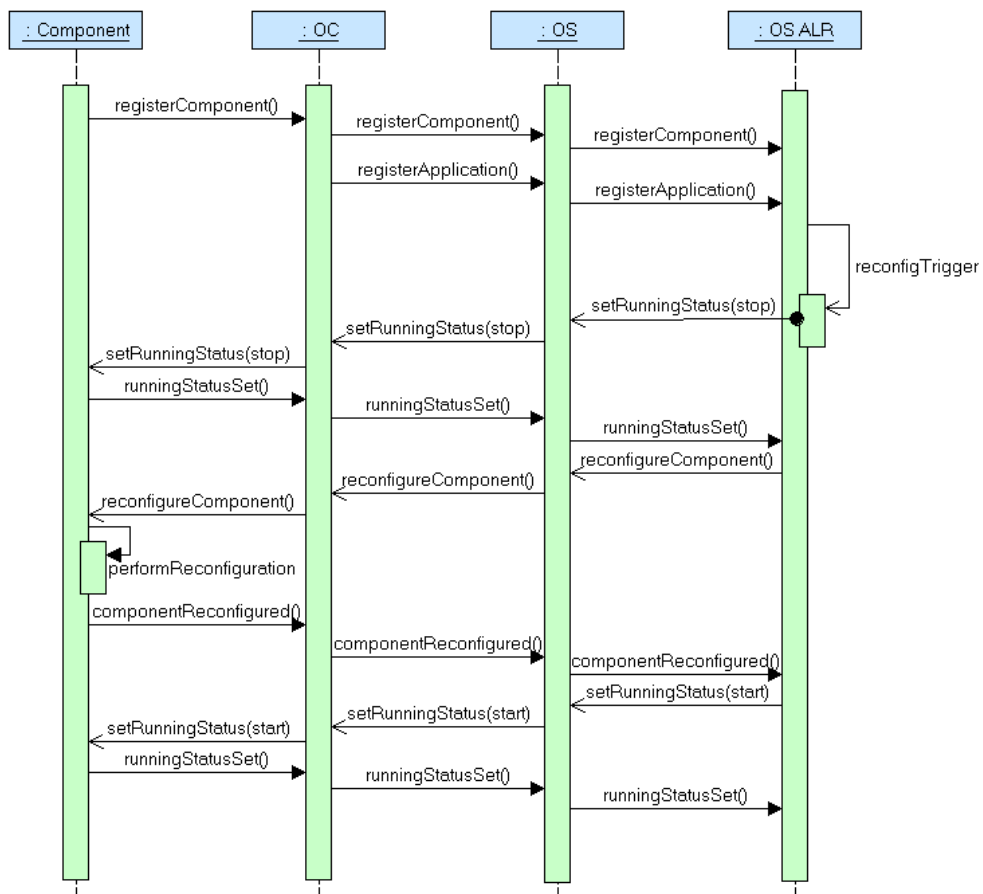 : Component
: OC
: OS
: OS ALR
registerComponent()
registerComponent()
registerComponent()
registerApplication()
registerApplication()
reconfigTrigger
setRunningStatus(stop)
setRunningStatus(stop)
setRunningStatus(stop)
runningStatusSet()
runningStatusSet()
runningStatusSet()
reconfigureComponent()
reconfigureComponent()
reconfigureComponent()
performReconfiguration
componentReconfigured()
componentReconfigured()
componentReconfigured()
setRunningStatus(start)
setRunningStatus(start)
setRunningStatus(start)
runningStatusSet()
runningStatusSet()
runningStatusSet()